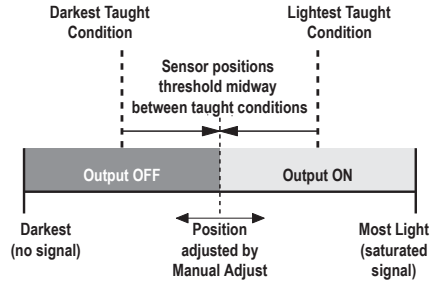 Darkest Taught
Condition
Lightest Taught
Condition
Sensor positions
threshold midway
between taught conditions
Output OFF
Output ON
Darkest
(no signal)
Position
adjusted by
Manual Adjust
Most Light
(saturated
signal)